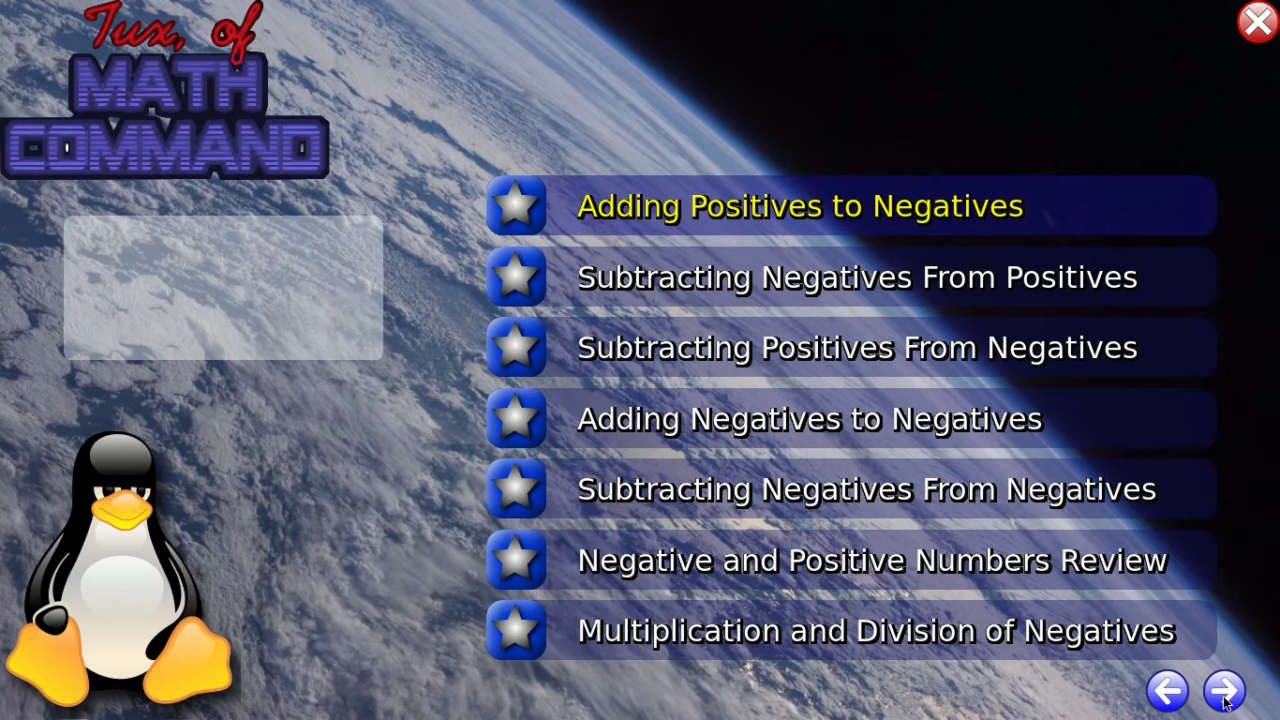 Tux, of
MATH
COMMAND
Adding Positives to Negatives
Subtracting Negatives From Positives
Subtracting Positives From Negatives
Adding Negatives to Negatives
Subtracting Negatives From Negatives
Negative and Positive Numbers Review
Multiplication and Division of Negatives